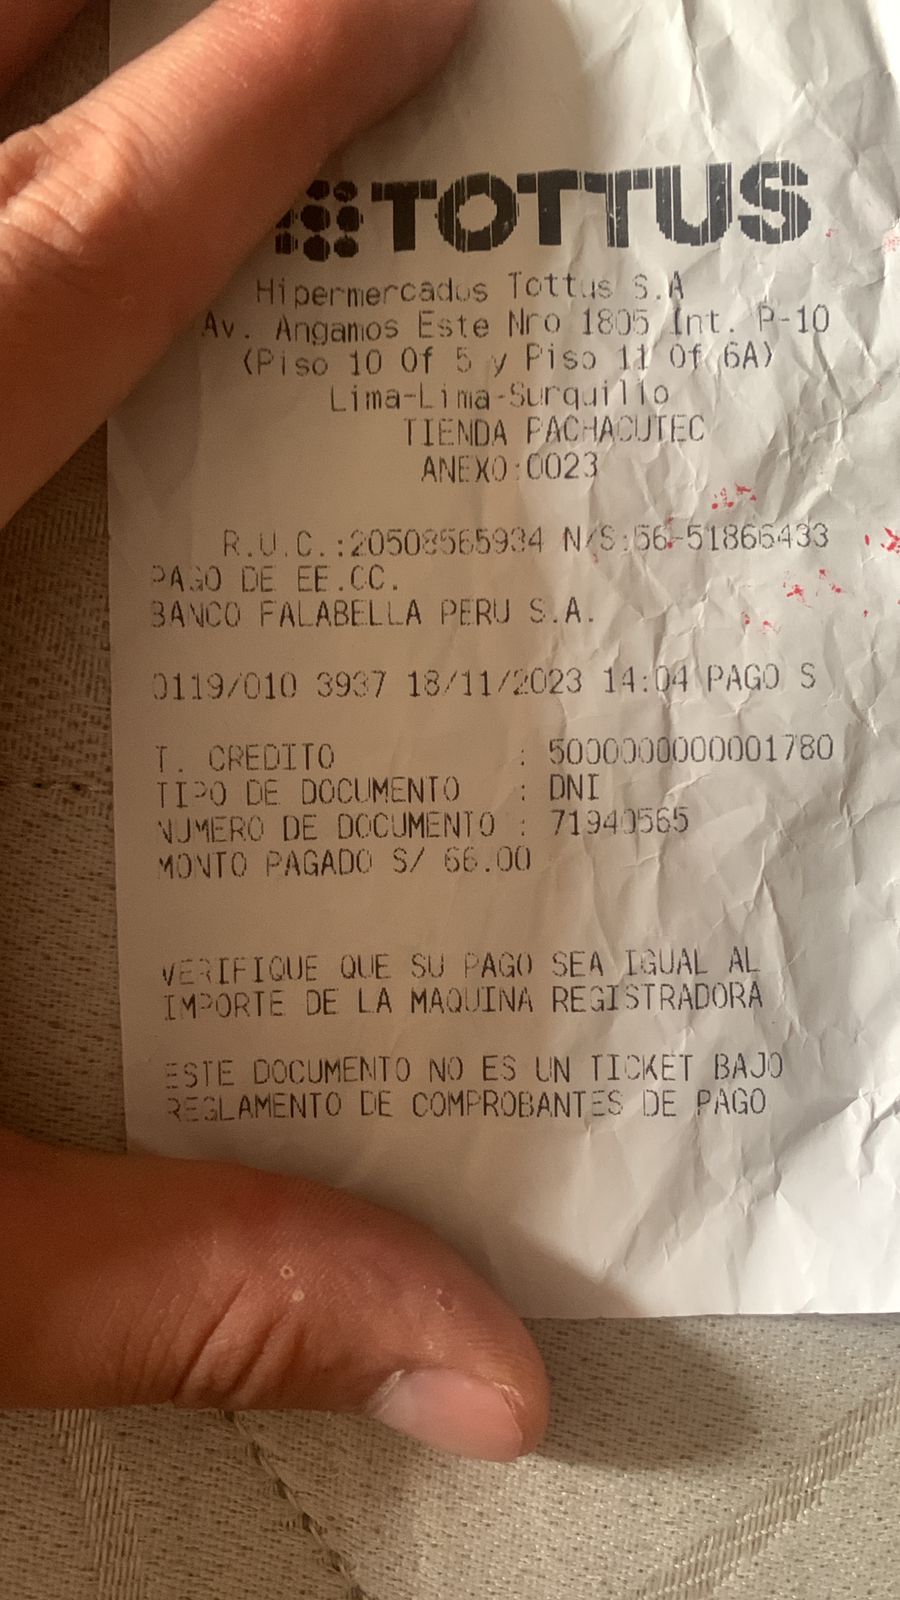 TOTTUS
Hipermercados Tottus S.A
Av. Angamos Este Nro 1805 Int. P-10
(Piso 10 Of 5 y Piso 11 Of 6A)
Lima-Lima-Surquillo
TIENDA PACHACUTEC
ANEXO:0023
R.U.C.:20508565934 N/S:56-51866433
PAGO DE EE.CC.
BANCO FALABELLA PERU S.A.
0119/010 3937 18/11/2023 14:04 PAGO S
T. CREDITO : 5000000000001780
TIPO DE DOCUMENTO : DNI
NUMERO DE DOCUMENTO : 71940565
MONTO PAGADO S/ 66.00
VERIFIQUE QUE SU PAGO SEA IGUAL AL
IMPORTE DE LA MAQUINA REGISTRADORA
ESTE DOCUMENTO NO ES UN TICKET BAJO
REGLAMENTO DE COMPROBANTES DE PAGO